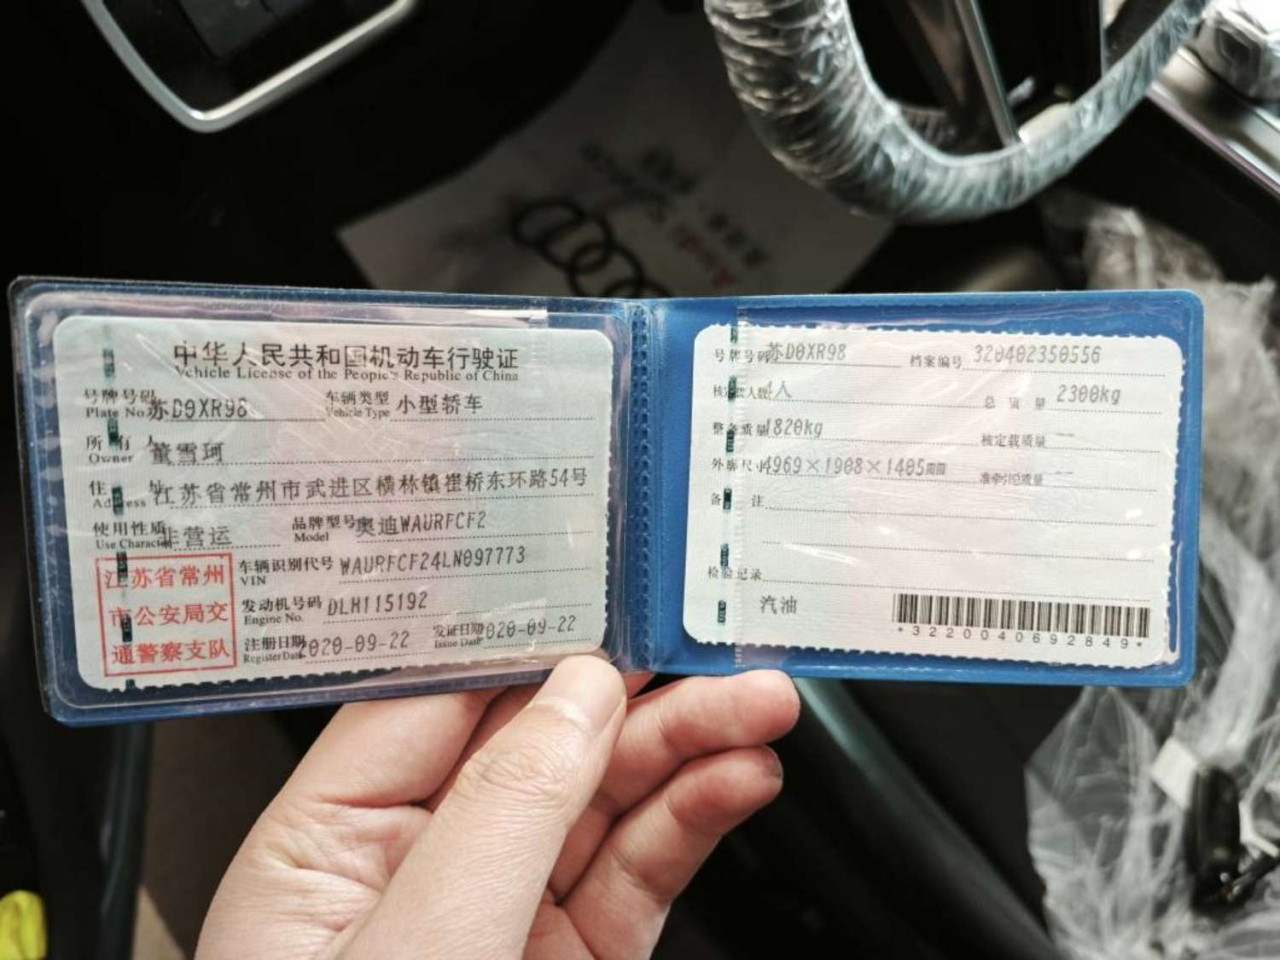 中华人民共和国机动车行驶证
Vehicle License of the People's Republic of China
号牌号码 苏D0XR98 车辆类型 小型轿车
Plate No. Vehicle Type
所有人 董雪珂
Owner
住址 江苏省常州市武进区横林镇崔桥东环路54号
Address
使用性质 非营运 品牌型号 奥迪WAURFCF2
Use Character Model
江苏省常州
市公安局交
通警察支队
车辆识别代号 WAURFCF24LN097773
VIN
发动机号码 DLH115192
Engine No.
注册日期 2020-09-22 发证日期 2020-09-22
Register Date Issue Date
号牌号码 苏D0XR98 档案编号 320402350556
核定载人数 4人 总质量 2300kg
整备质量 1820kg 核定载质量 --
外廓尺寸 4969×1908×1405mm 准牵引总质量 --
备注
检验记录
汽油
*3220040692849*
Audi